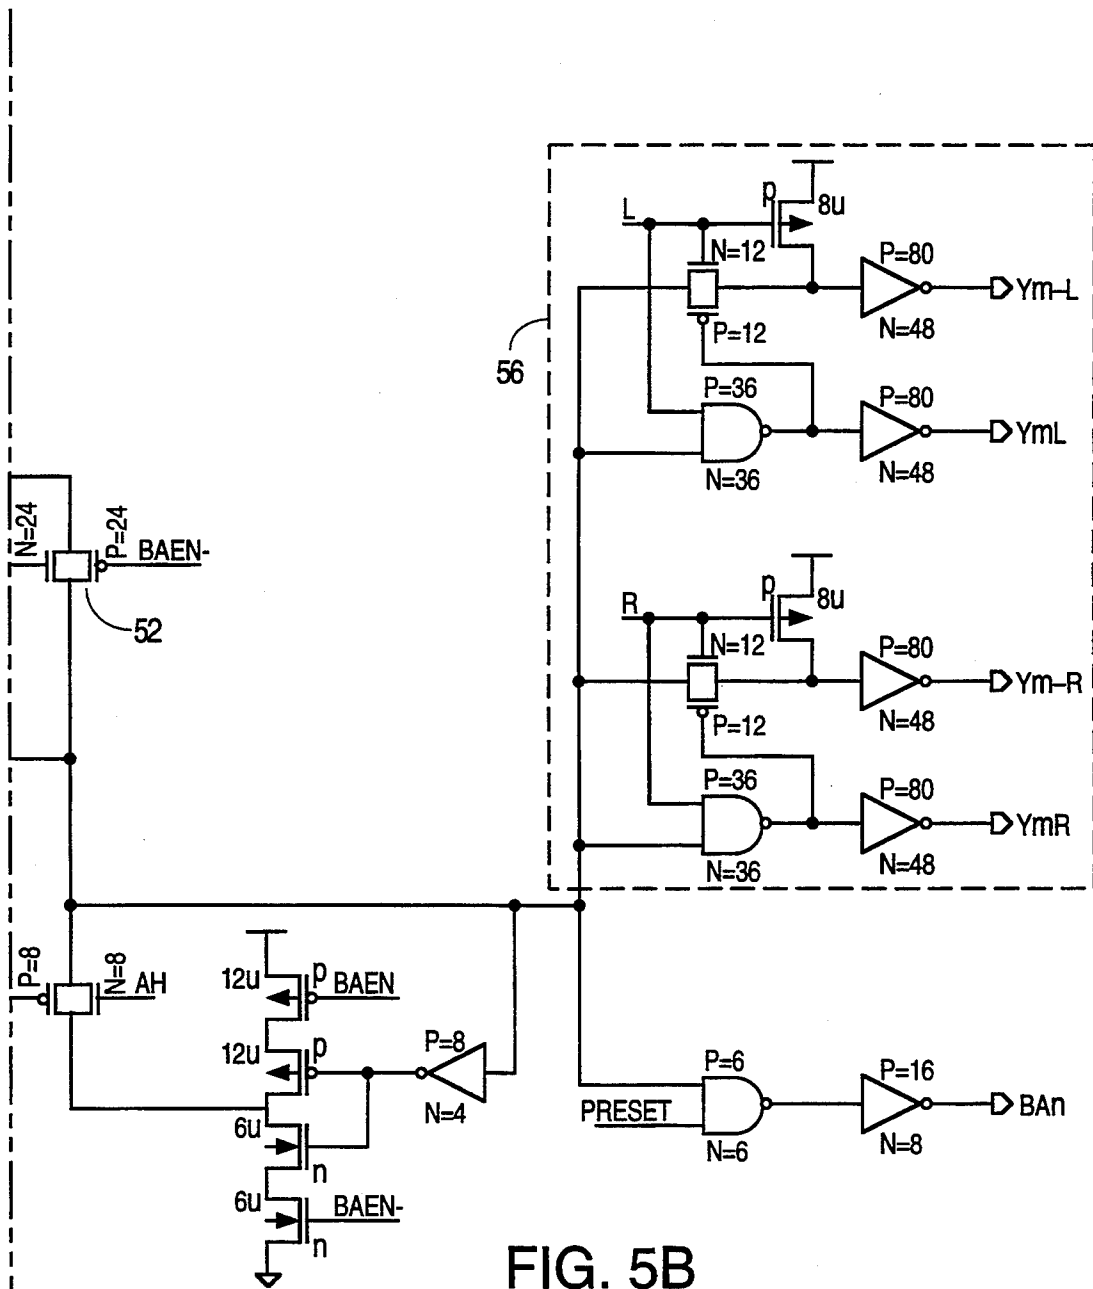 p
8u
L
N=12
P=80
Ym-L
N=48
P=12
56
P=36
P=80
YmL
N=36
N=48
N=24
P=24
BAEN-
52
p
8u
R
N=12
P=80
Ym-R
N=48
P=12
P=36
P=80
YmR
N=36
N=48
P=8
N=8
AH
12u
p
BAEN
12u
p
P=8
N=4
6u
n
6u
BAEN-
n
P=6
PRESET
N=6
P=16
BAn
N=8
FIG. 5B